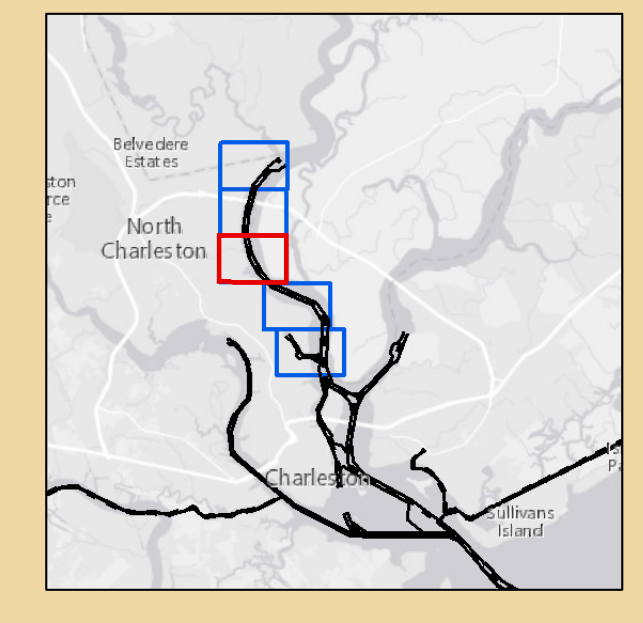 Belvedere
Estates
North
Charleston
Charleston
Sullivans
Island